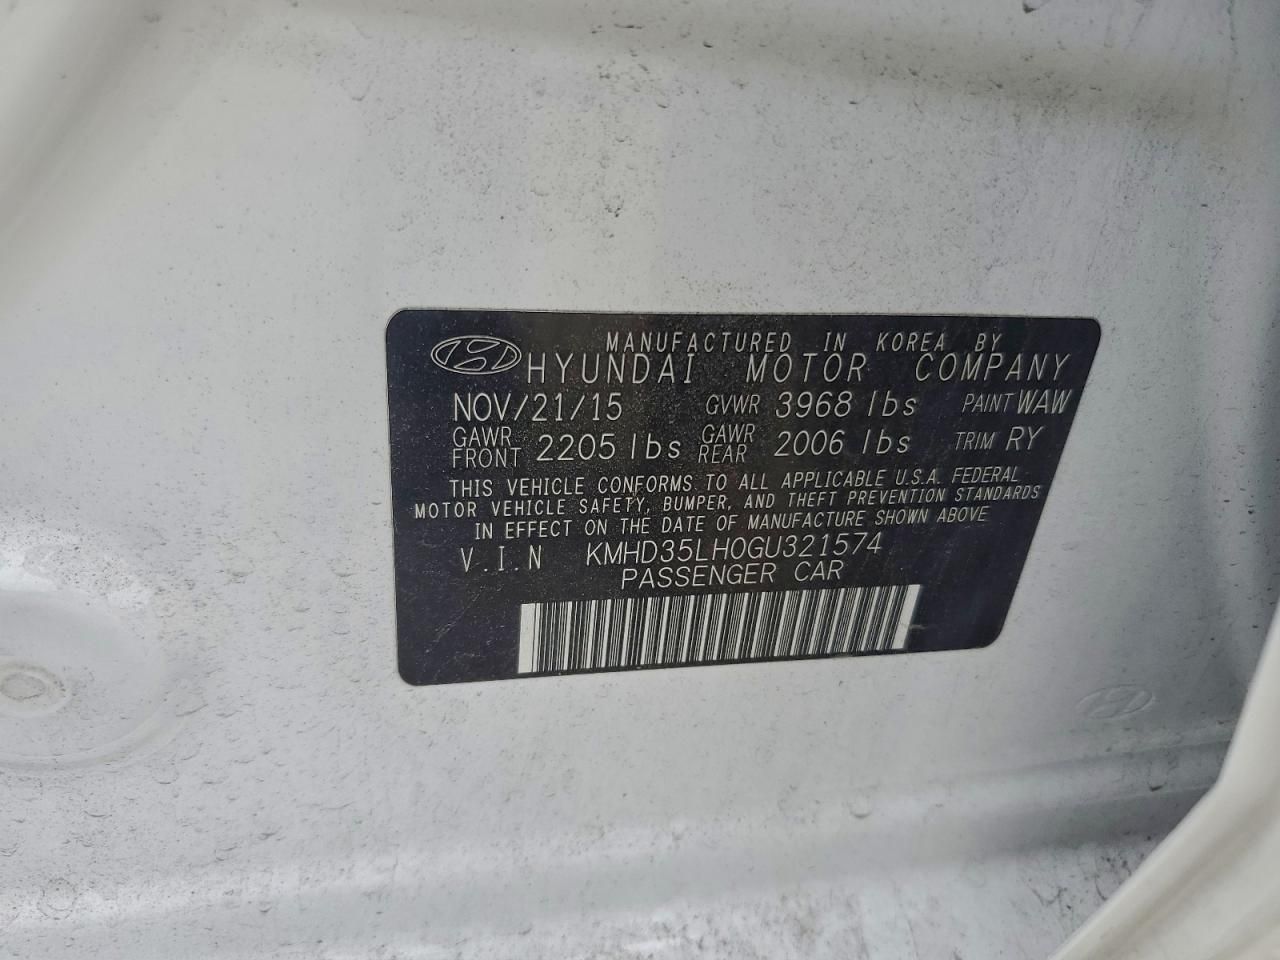 MANUFACTURED IN KOREA BY
HYUNDAI MOTOR COMPANY
NOV/21/15 GVWR 3968 lbs PAINT WAW
GAWR FRONT 2205 lbs GAWR REAR 2006 lbs TRIM RY
THIS VEHICLE CONFORMS TO ALL APPLICABLE U.S.A. FEDERAL
MOTOR VEHICLE SAFETY, BUMPER, AND THEFT PREVENTION STANDARDS
IN EFFECT ON THE DATE OF MANUFACTURE SHOWN ABOVE
V.I.N KMHD35LH0GU321574
PASSENGER CAR